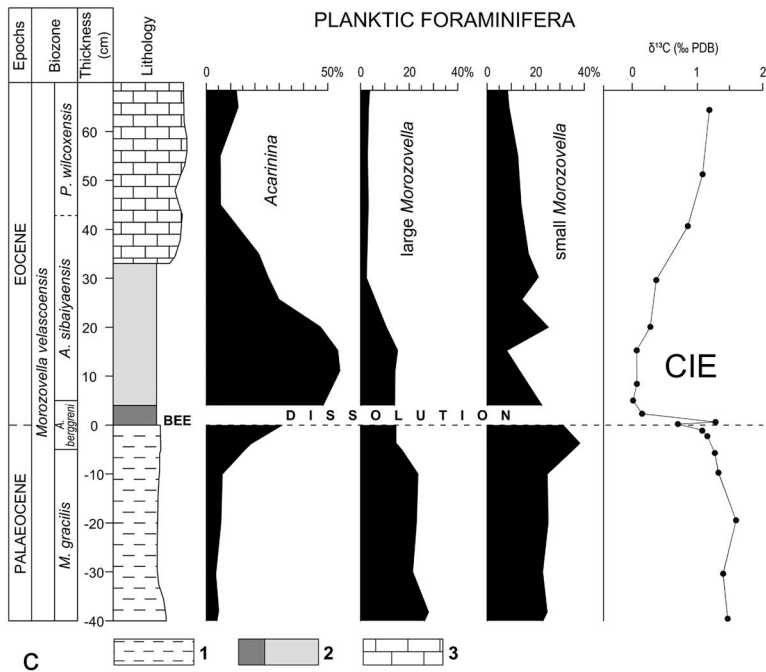 PLANKTIC FORAMINIFERA
Epochs
Biozone
Thickness
(cm)
Lithology
δ¹³C (‰ PDB)
0 50%
0 20 40%
0 20 40%
0 1 2
EOCENE
PALAEOCENE
Morozovella velascoensis
P. wilcoxensis
A. sibaiyaensis
A.
berggreni
M. gracilis
60
50
40
30
20
10
0
-10
-20
-30
-40
Acarinina
large Morozovella
small Morozovella
CIE
BEE
DISSOLUTION
C
1
2
3